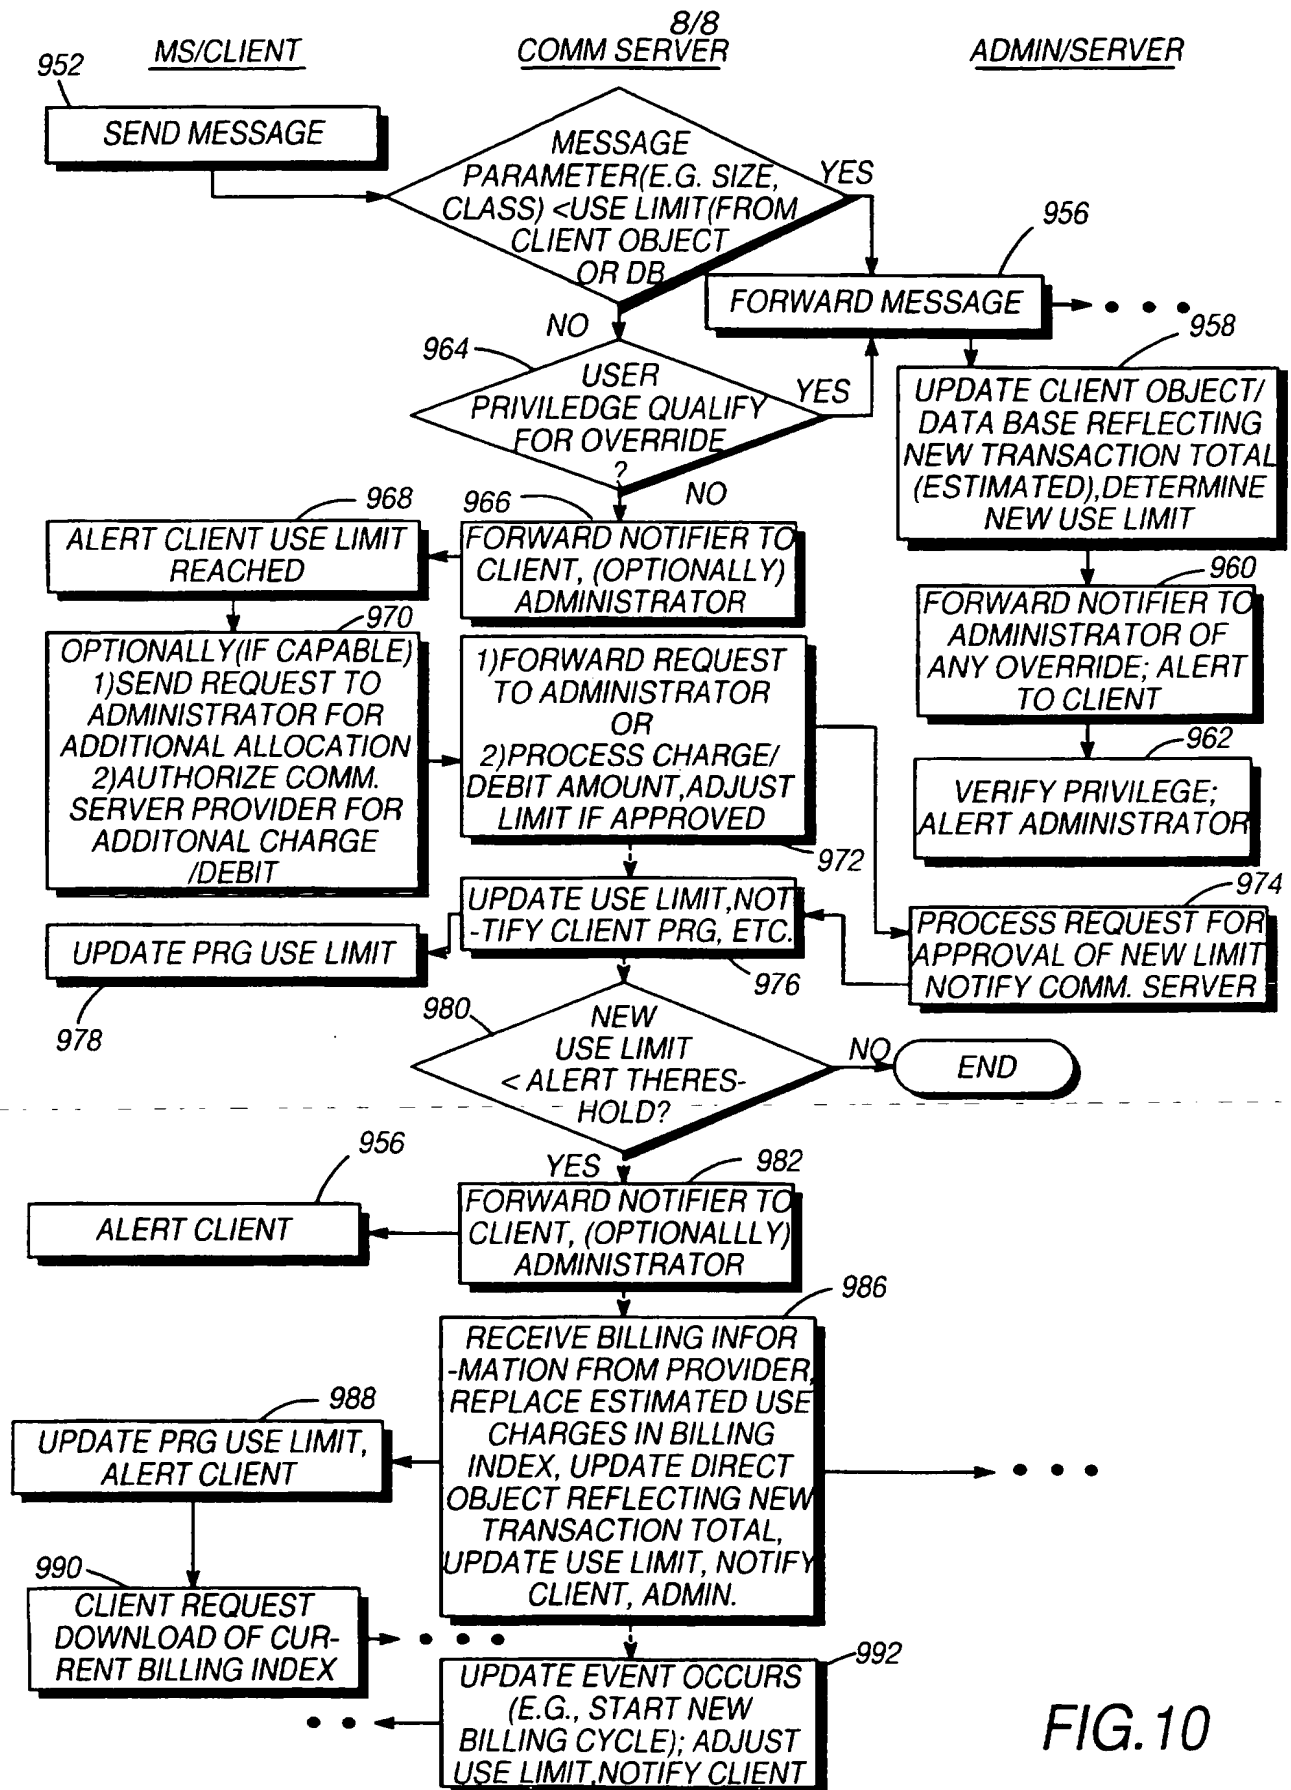 8/8
MS/CLIENT
COMM SERVER
ADMIN/SERVER
952
SEND MESSAGE
MESSAGE
PARAMETER(E.G. SIZE,
CLASS) <USE LIMIT(FROM
CLIENT OBJECT
OR DB
YES
956
FORWARD MESSAGE
NO
964
USER
PRIVILEDGE QUALIFY
FOR OVERRIDE
?
YES
NO
958
UPDATE CLIENT OBJECT/
DATA BASE REFLECTING
NEW TRANSACTION TOTAL
(ESTIMATED),DETERMINE
NEW USE LIMIT
968
ALERT CLIENT USE LIMIT
REACHED
966
FORWARD NOTIFIER TO
CLIENT, (OPTIONALLY)
ADMINISTRATOR
960
FORWARD NOTIFIER TO
ADMINISTRATOR OF
ANY OVERRIDE; ALERT
TO CLIENT
970
OPTIONALLY(IF CAPABLE)
1)SEND REQUEST TO
ADMINISTRATOR FOR
ADDITIONAL ALLOCATION
2)AUTHORIZE COMM.
SERVER PROVIDER FOR
ADDITONAL CHARGE
/DEBIT
1)FORWARD REQUEST
TO ADMINISTRATOR
OR
2)PROCESS CHARGE/
DEBIT AMOUNT,ADJUST
LIMIT IF APPROVED
972
962
VERIFY PRIVILEGE;
ALERT ADMINISTRATOR
974
PROCESS REQUEST FOR
APPROVAL OF NEW LIMIT
NOTIFY COMM. SERVER
UPDATE USE LIMIT,NOT
-TIFY CLIENT PRG, ETC.
976
UPDATE PRG USE LIMIT
978
980
NEW
USE LIMIT
< ALERT THERES-
HOLD?
NO
END
YES
956
ALERT CLIENT
982
FORWARD NOTIFIER TO
CLIENT, (OPTIONALLLY)
ADMINISTRATOR
986
RECEIVE BILLING INFOR
-MATION FROM PROVIDER,
REPLACE ESTIMATED USE
CHARGES IN BILLING
INDEX, UPDATE DIRECT
OBJECT REFLECTING NEW
TRANSACTION TOTAL,
UPDATE USE LIMIT, NOTIFY
CLIENT, ADMIN.
988
UPDATE PRG USE LIMIT,
ALERT CLIENT
990
CLIENT REQUEST
DOWNLOAD OF CUR-
RENT BILLING INDEX
992
UPDATE EVENT OCCURS
(E.G., START NEW
BILLING CYCLE); ADJUST
USE LIMIT,NOTIFY CLIENT
FIG.10